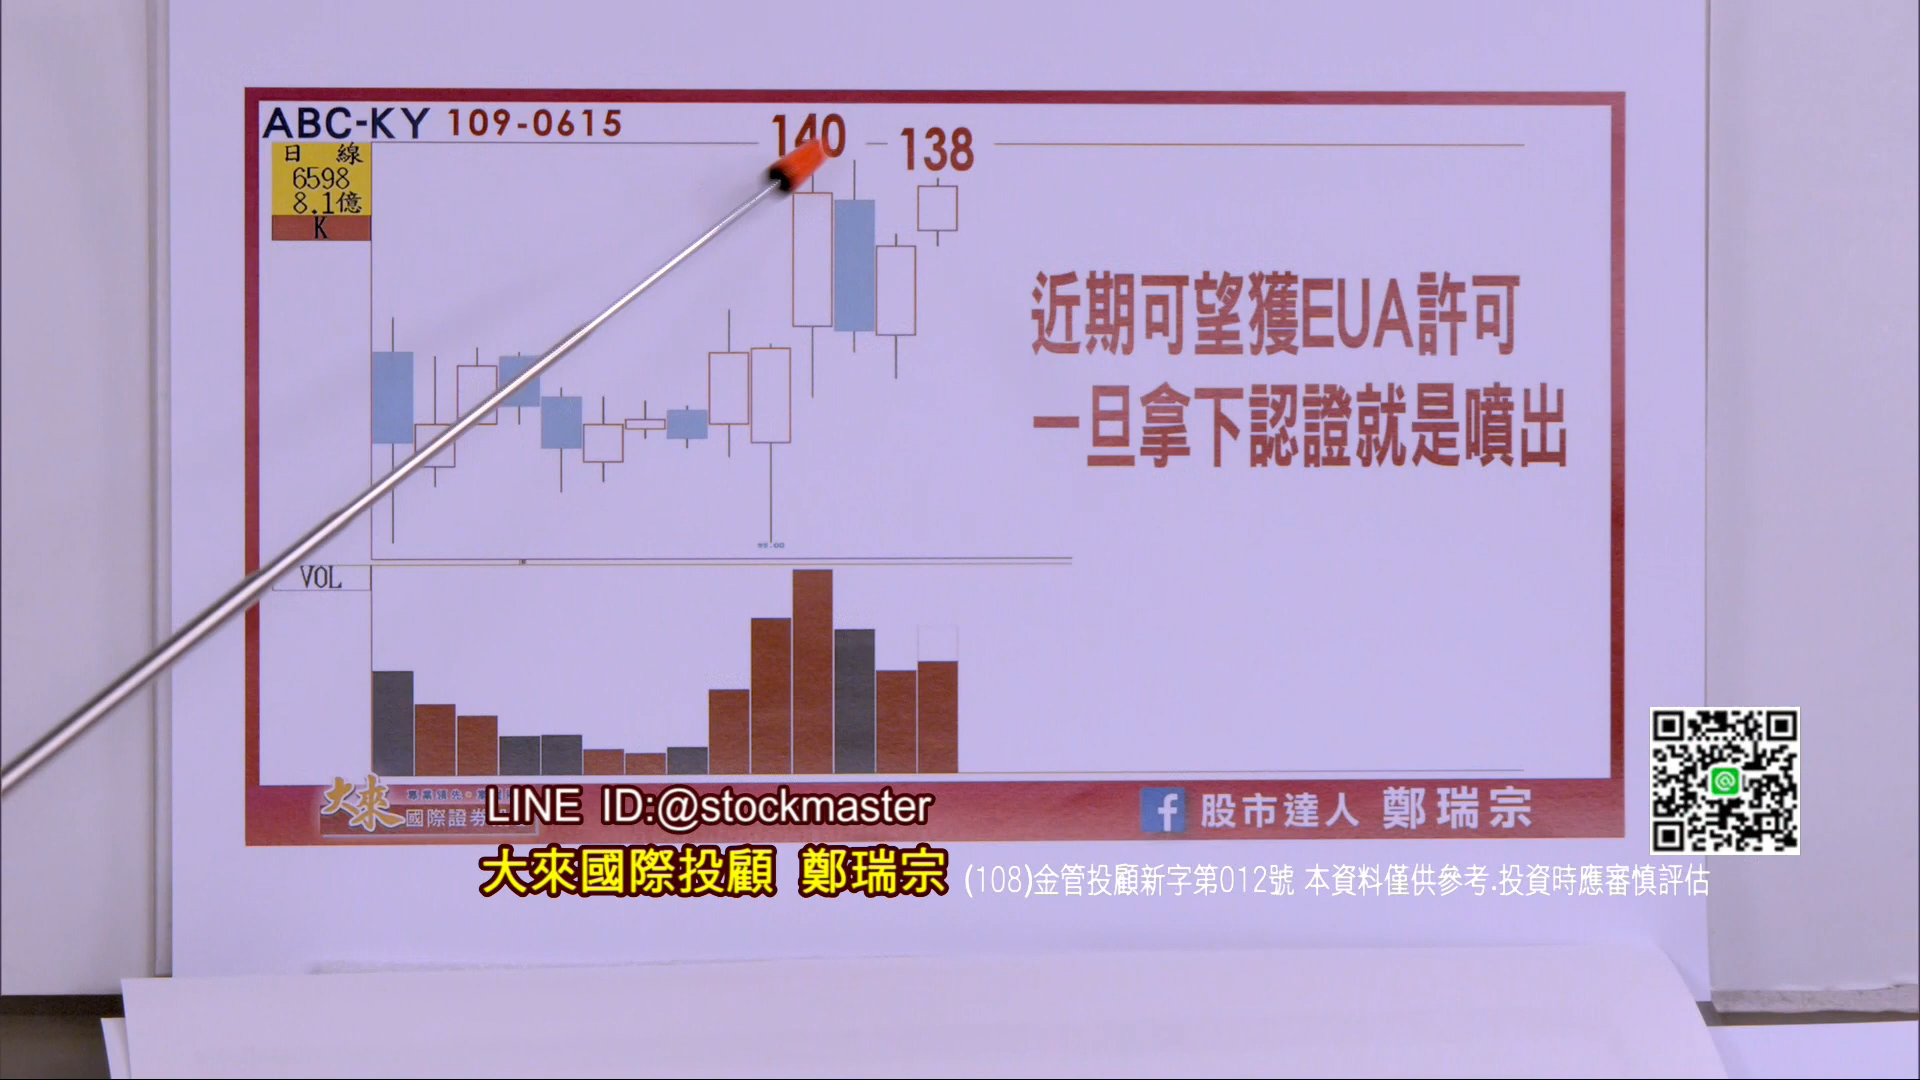 ABC-KY 109-0615
140
138
日 線
6598
8.1億
K
近期可望獲EUA許可
一旦拿下認證就是噴出
VOL
大來
國際證券
LINE ID:@stockmaster
f 股市達人 鄭瑞宗
大來國際投顧 鄭瑞宗
(108)金管投顧新字第012號 本資料僅供參考.投資時應審慎評估